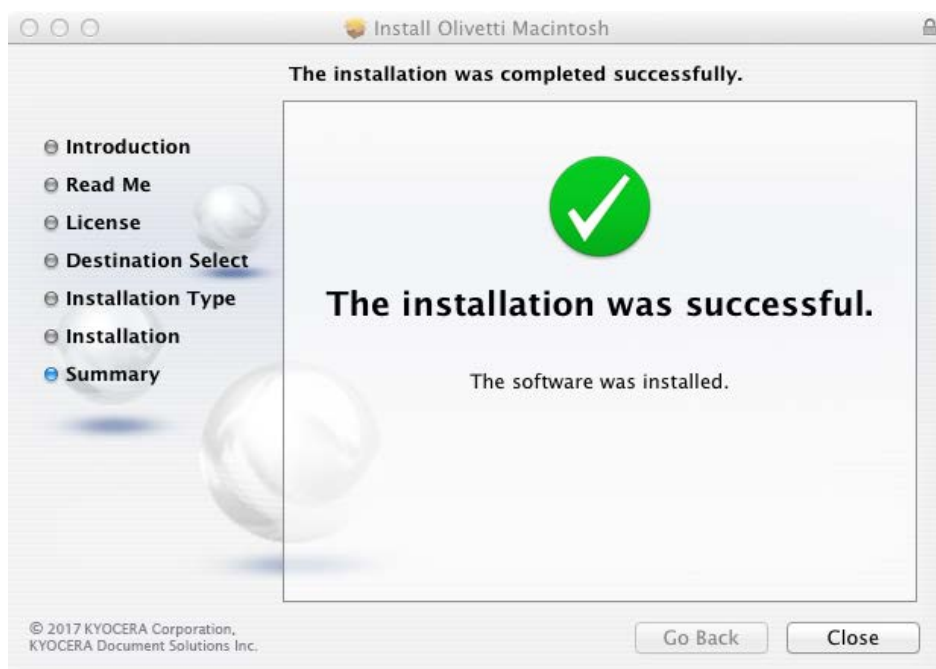 Install Olivetti Macintosh
The installation was completed successfully.
Introduction
Read Me
License
Destination Select
Installation Type
Installation
Summary
The installation was successful.
The software was installed.
© 2017 KYOCERA Corporation,
KYOCERA Document Solutions Inc.
Go Back
Close